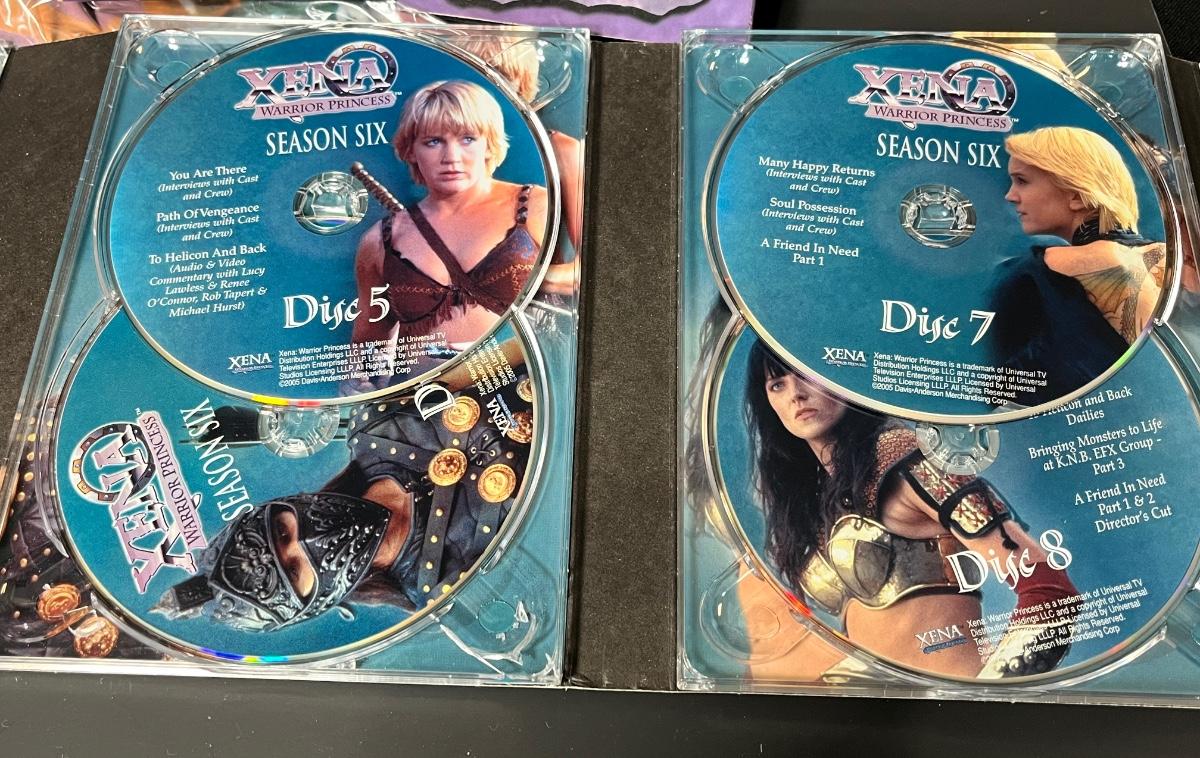 XENA
WARRIOR PRINCESS™
SEASON SIX
You Are There
(Interviews with Cast
and Crew)
Path Of Vengeance
(Interviews with Cast
and Crew)
To Helicon And Back
(Audio & Video
Commentary with Lucy
Lawless & Renee
O'Connor, Rob Tapert &
Michael Hurst)
Disc 5
XENA
Xena: Warrior Princess is a trademark of Universal TV
Distribution Holdings LLC and a copyright of Universal
Television Enterprises LLLP. Licensed by Universal
Studios Licensing LLLP. All Rights Reserved.
©2005 Davis•Anderson Merchandising Corp
XENA
WARRIOR PRINCESS
SEASON SIX
D
XENA
XENA
WARRIOR PRINCESS™
SEASON SIX
Many Happy Returns
(Interviews with Cast
and Crew)
Soul Possession
(Interviews with Cast
and Crew)
A Friend In Need
Part 1
Disc 7
XENA
Xena: Warrior Princess is a trademark of Universal TV
Distribution Holdings LLC and a copyright of Universal
Television Enterprises LLLP. Licensed by Universal
Studios Licensing LLLP. All Rights Reserved.
©2005 Davis•Anderson Merchandising Corp
Helicon and Back
Dailies
Bringing Monsters to Life
at K.N.B. EFX Group -
Part 3
A Friend In Need
Part 1 & 2
Director's Cut
Disc 8
XENA
Xena: Warrior Princess is a trademark of Universal TV
Distribution Holdings LLC and a copyright of Universal
Television Enterprises LLLP. Licensed by Universal
Studios Licensing LLLP. All Rights Reserved.
Anderson Merchandising Corp